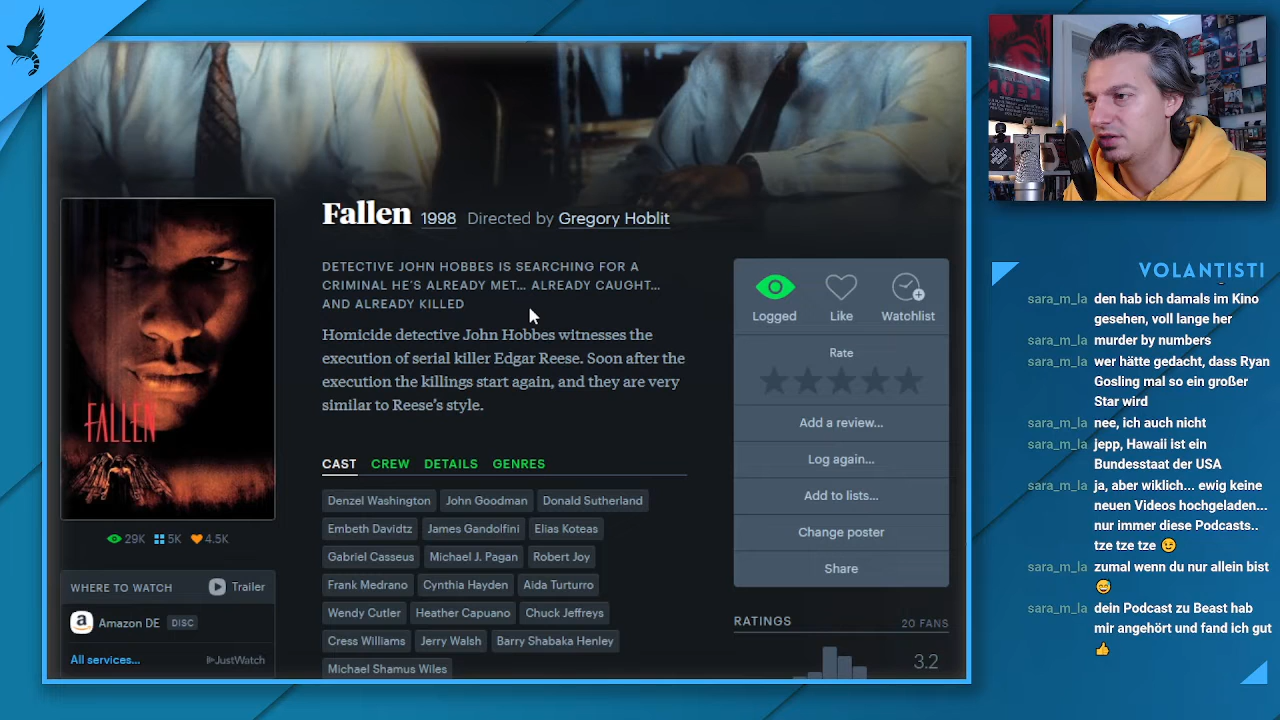 Fallen 1998 Directed by Gregory Hoblit
DETECTIVE JOHN HOBBES IS SEARCHING FOR A
CRIMINAL HE'S ALREADY MET... ALREADY CAUGHT...
AND ALREADY KILLED
Homicide detective John Hobbes witnesses the
execution of serial killer Edgar Reese. Soon after the
execution the killings start again, and they are very
similar to Reese's style.
CAST CREW DETAILS GENRES
Denzel Washington John Goodman Donald Sutherland
Embeth Davidtz James Gandolfini Elias Koteas
Gabriel Casseus Michael J. Pagan Robert Joy
Frank Medrano Cynthia Hayden Aida Turturro
Wendy Cutler Heather Capuano Chuck Jeffreys
Cress Williams Jerry Walsh Barry Shabaka Henley
Michael Shamus Wiles
FALLEN
29K 5K 4.5K
WHERE TO WATCH Trailer
Amazon DE DISC
All services... JustWatch
Logged Like Watchlist
Rate
Add a review...
Log again...
Add to lists...
Change poster
Share
RATINGS 20 FANS
3.2
VOLANTISTI
sara_m_la den hab ich damals im Kino
gesehen, voll lange her
sara_m_la murder by numbers
sara_m_la wer hätte gedacht, dass Ryan
Gosling mal so ein großer
Star wird
sara_m_la nee, ich auch nicht
sara_m_la jepp, Hawaii ist ein
Bundesstaat der USA
sara_m_la ja, aber wiklich... ewig keine
neuen Videos hochgeladen...
nur immer diese Podcasts..
tze tze tze 😉
sara_m_la zumal wenn du nur allein bist
😅
sara_m_la dein Podcast zu Beast hab
mir angehört und fand ich gut
👍